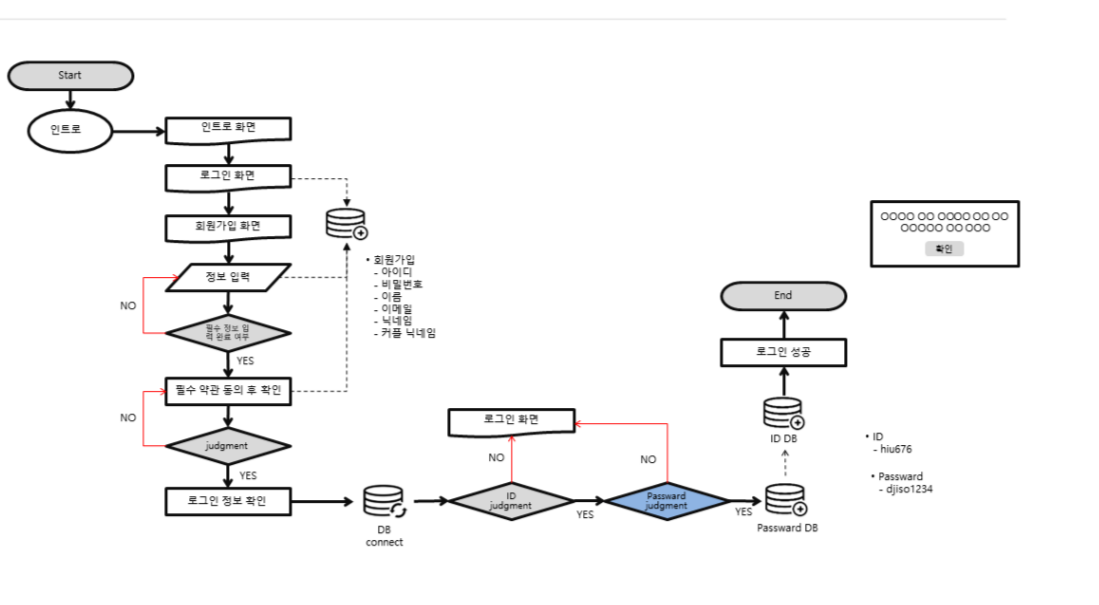 Start
인트로
인트로 화면
로그인 화면
회원가입 화면
정보 입력
NO
필수 정보 입
력 완료 여부
YES
필수 약관 동의 후 확인
NO
judgment
YES
로그인 정보 확인
• 회원가입
- 아이디
- 비밀번호
- 이름
- 이메일
- 닉네임
- 커플 닉네임
DB
connect
로그인 화면
NO
ID
judgment
YES
NO
Passward
judgment
YES
Passward DB
ID DB
로그인 성공
End
OOOO OO OOOO OO OO
OOOOO OO OOO
확인
• ID
- hiu676
• Passward
- djiso1234